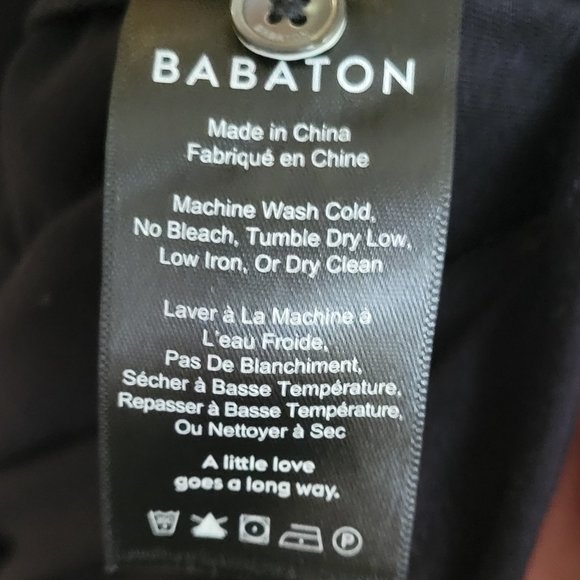 BABATON
Made in China
Fabriqué en Chine
Machine Wash Cold,
No Bleach, Tumble Dry Low,
Low Iron, Or Dry Clean
Laver à La Machine à
L'eau Froide,
Pas De Blanchiment,
Sécher à Basse Température,
Repasser à Basse Température,
Ou Nettoyer à Sec
A little love
goes a long way.
P